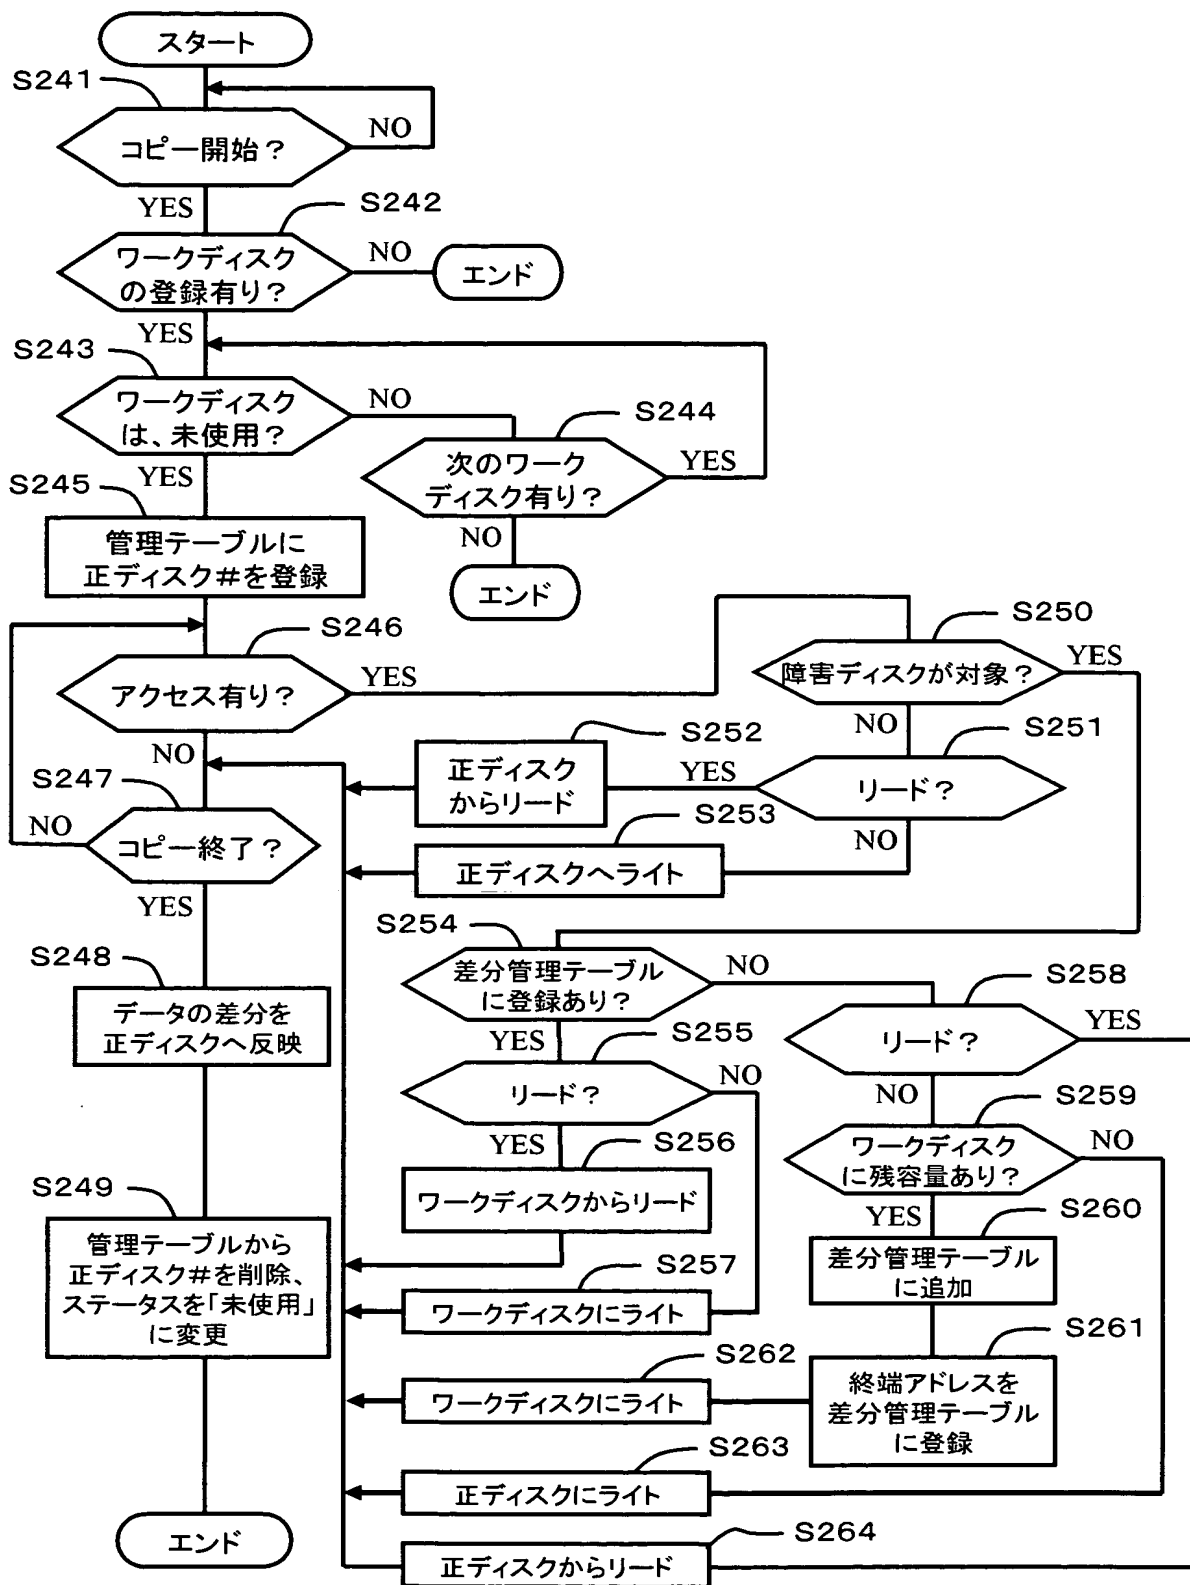 スタート
S241
コピー開始？
NO
YES
S242
ワークディスク
の登録有り？
NO
エンド
YES
S243
ワークディスク
は、未使用？
NO
S244
次のワーク
ディスク有り？
YES
NO
エンド
YES
S245
管理テーブルに
正ディスク＃を登録
S246
アクセス有り？
YES
NO
S250
障害ディスクが対象？
YES
NO
S251
リード？
YES
NO
S252
正ディスク
からリード
S253
正ディスクへライト
S247
コピー終了？
NO
YES
S248
データの差分を
正ディスクへ反映
S249
管理テーブルから
正ディスク＃を削除、
ステータスを「未使用」
に変更
エンド
S254
差分管理テーブル
に登録あり？
NO
YES
S255
リード？
NO
YES
S256
ワークディスクからリード
S257
ワークディスクにライト
S258
リード？
YES
NO
S259
ワークディスク
に残容量あり？
NO
YES
S260
差分管理テーブル
に追加
S261
終端アドレスを
差分管理テーブル
に登録
S262
ワークディスクにライト
S263
正ディスクにライト
S264
正ディスクからリード